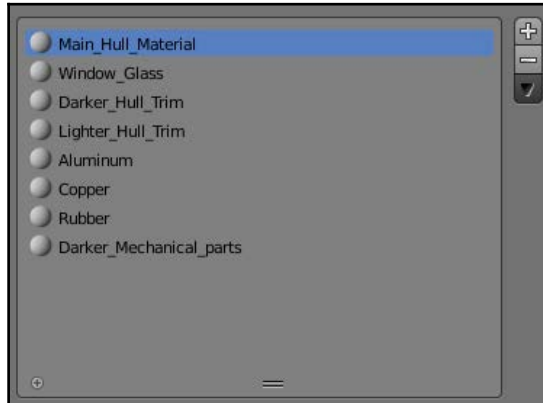 Main_Hull_Material
Window_Glass
Darker_Hull_Trim
Lighter_Hull_Trim
Aluminum
Copper
Rubber
Darker_Mechanical_parts